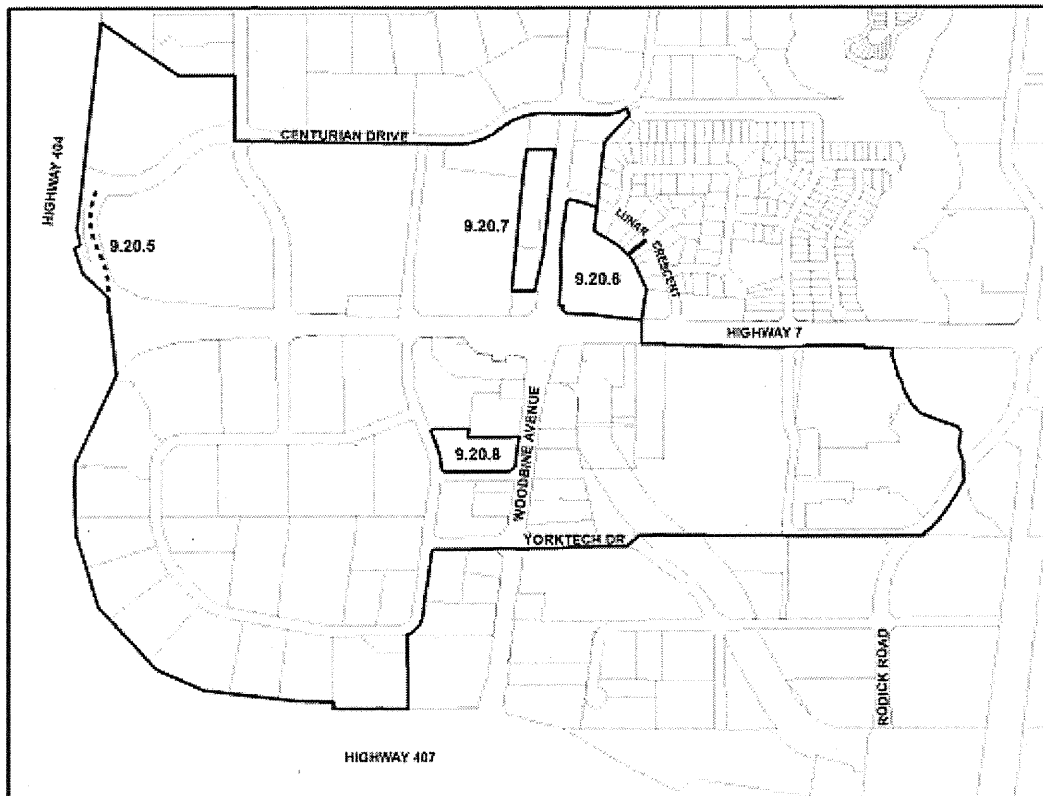 CENTURIAN DRIVE
HIGHWAY 404
9.20.5
9.20.7
LUNAR CRESCENT
9.20.6
HIGHWAY 7
WOODBINE AVENUE
9.20.8
YORKTECH DR
RODICK ROAD
HIGHWAY 407